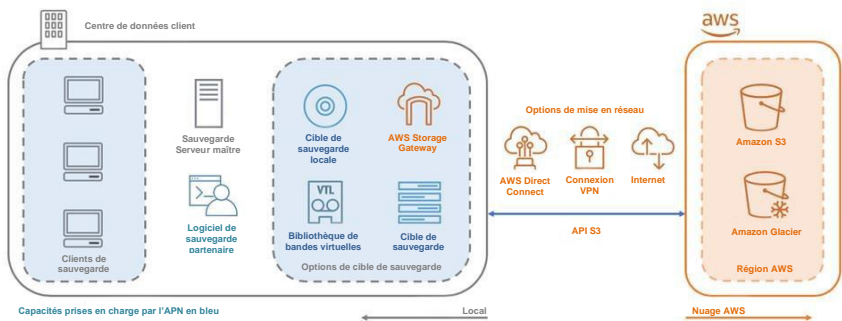 Centre de données client
aws
Clients de
sauvegarde
Sauvegarde
Serveur maître
Logiciel de
sauvegarde
partenaire
Cible de
sauvegarde
locale
AWS Storage
Gateway
VTL
Bibliothèque de
bandes virtuelles
Cible de
sauvegarde
Options de cible de sauvegarde
Options de mise en réseau
AWS Direct
Connect
Connexion
VPN
Internet
API S3
Amazon S3
Amazon Glacier
Région AWS
Capacités prises en charge par l'APN en bleu
Local
Nuage AWS